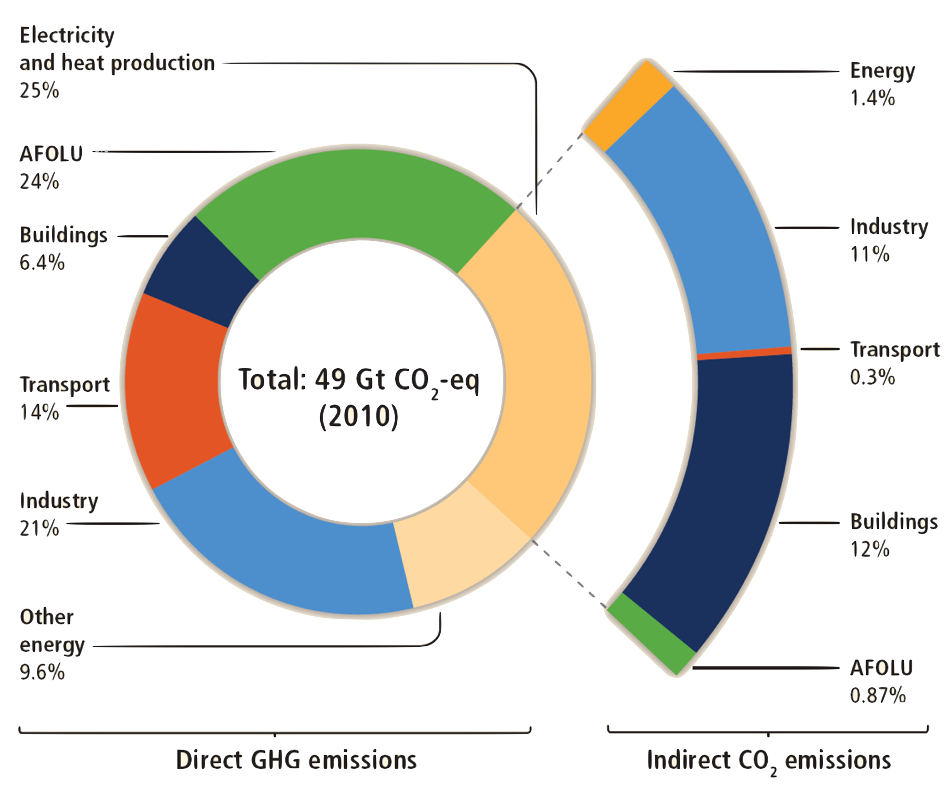 Electricity
and heat production
25%
AFOLU
24%
Buildings
6.4%
Transport
14%
Industry
21%
Other
energy
9.6%
Total: 49 Gt CO₂-eq
(2010)
Energy
1.4%
Industry
11%
Transport
0.3%
Buildings
12%
AFOLU
0.87%
Direct GHG emissions
Indirect CO₂ emissions